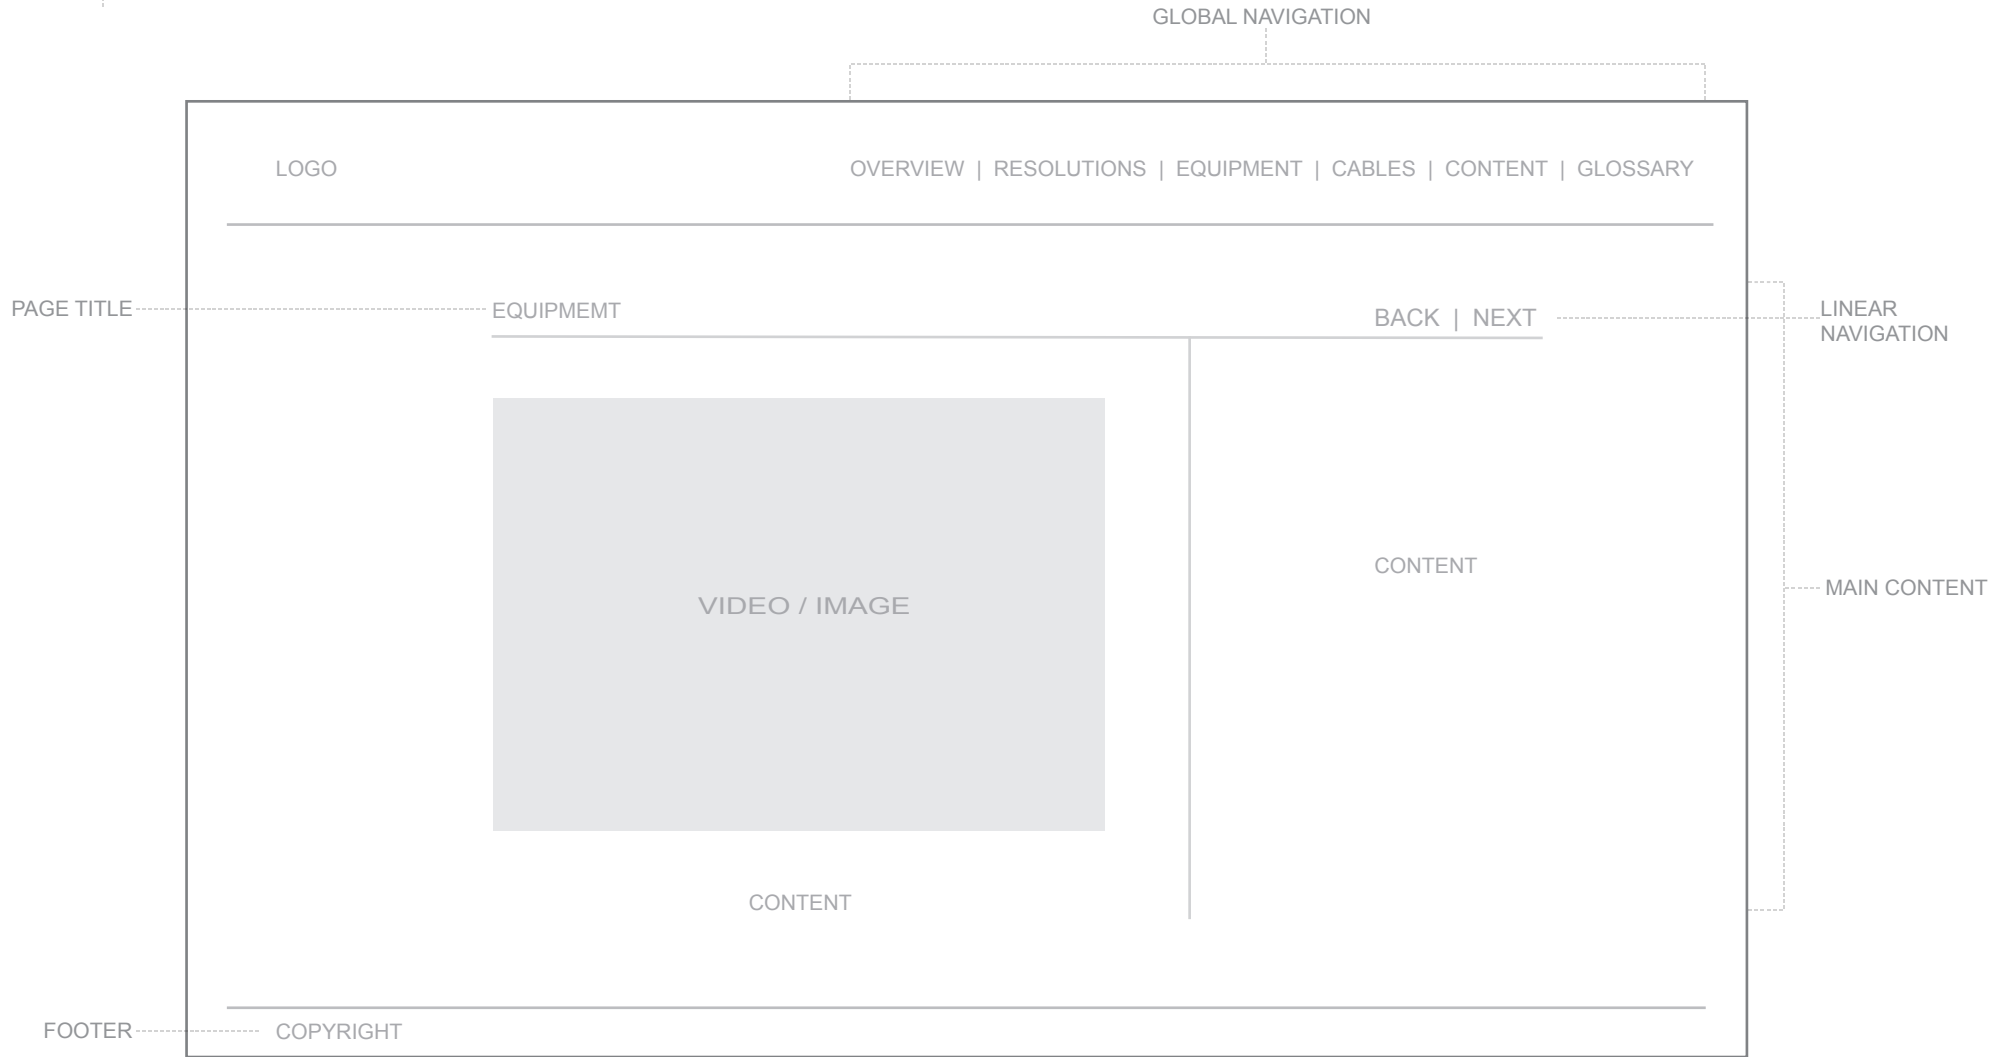 GLOBAL NAVIGATION
LOGO
OVERVIEW | RESOLUTIONS | EQUIPMENT | CABLES | CONTENT | GLOSSARY
PAGE TITLE
EQUIPMEMT
BACK | NEXT
LINEAR
NAVIGATION
VIDEO / IMAGE
CONTENT
MAIN CONTENT
CONTENT
FOOTER
COPYRIGHT